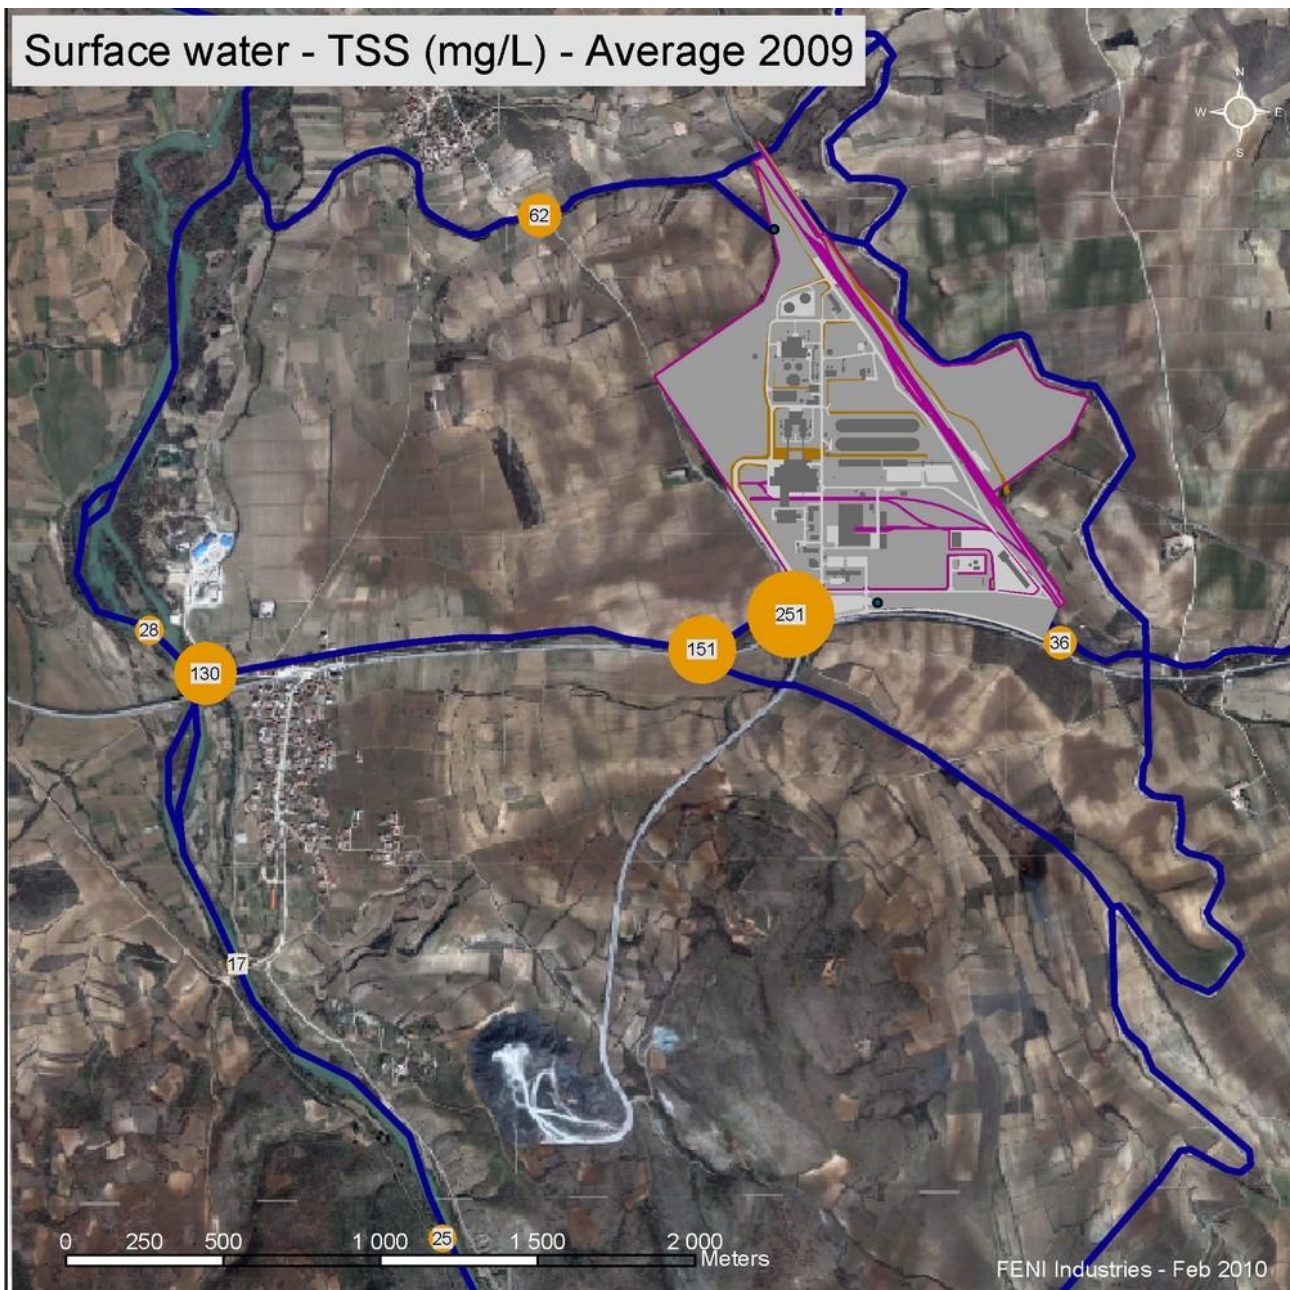 Surface water - TSS (mg/L) - Average 2009
N
W E
S
62
251
28
36
151
130
17
25
0 250 500 1 000 1 500 2 000
Meters
FENI Industries - Feb 2010